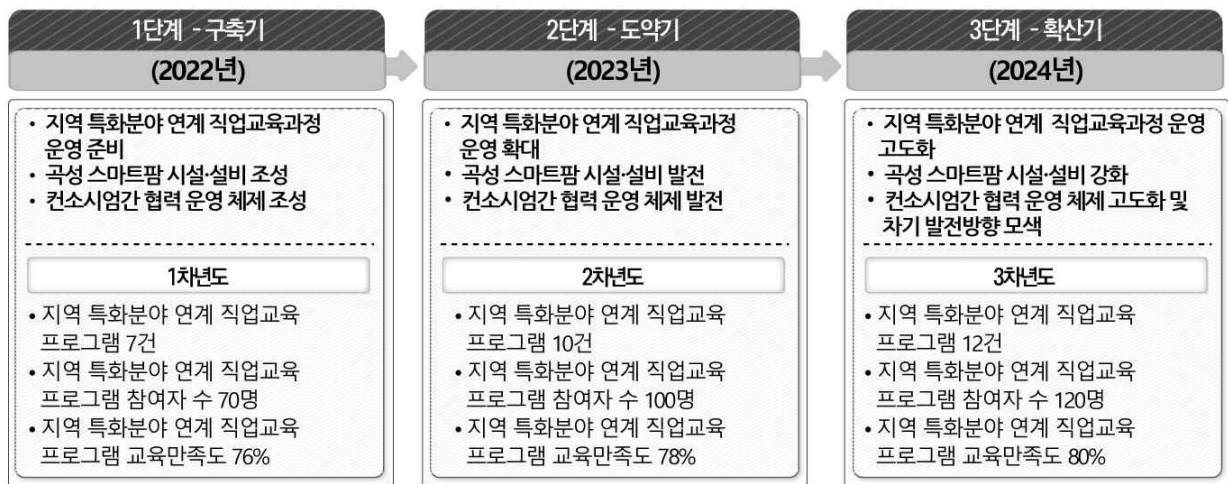 1단계 - 구축기
(2022년)
• 지역 특화분야 연계 직업교육과정
운영 준비
• 곡성 스마트팜 시설·설비 조성
• 컨소시엄간 협력 운영 체제 조성
1차년도
• 지역 특화분야 연계 직업교육
프로그램 7건
• 지역 특화분야 연계 직업교육
프로그램 참여자 수 70명
• 지역 특화분야 연계 직업교육
프로그램 교육만족도 76%
2단계 - 도약기
(2023년)
• 지역 특화분야 연계 직업교육과정
운영 확대
• 곡성 스마트팜 시설·설비 발전
• 컨소시엄간 협력 운영 체제 발전
2차년도
• 지역 특화분야 연계 직업교육
프로그램 10건
• 지역 특화분야 연계 직업교육
프로그램 참여자 수 100명
• 지역 특화분야 연계 직업교육
프로그램 교육만족도 78%
3단계 - 확산기
(2024년)
• 지역 특화분야 연계 직업교육과정 운영
고도화
• 곡성 스마트팜 시설·설비 강화
• 컨소시엄간 협력 운영 체제 고도화 및
차기 발전방향 모색
3차년도
• 지역 특화분야 연계 직업교육
프로그램 12건
• 지역 특화분야 연계 직업교육
프로그램 참여자 수 120명
• 지역 특화분야 연계 직업교육
프로그램 교육만족도 80%